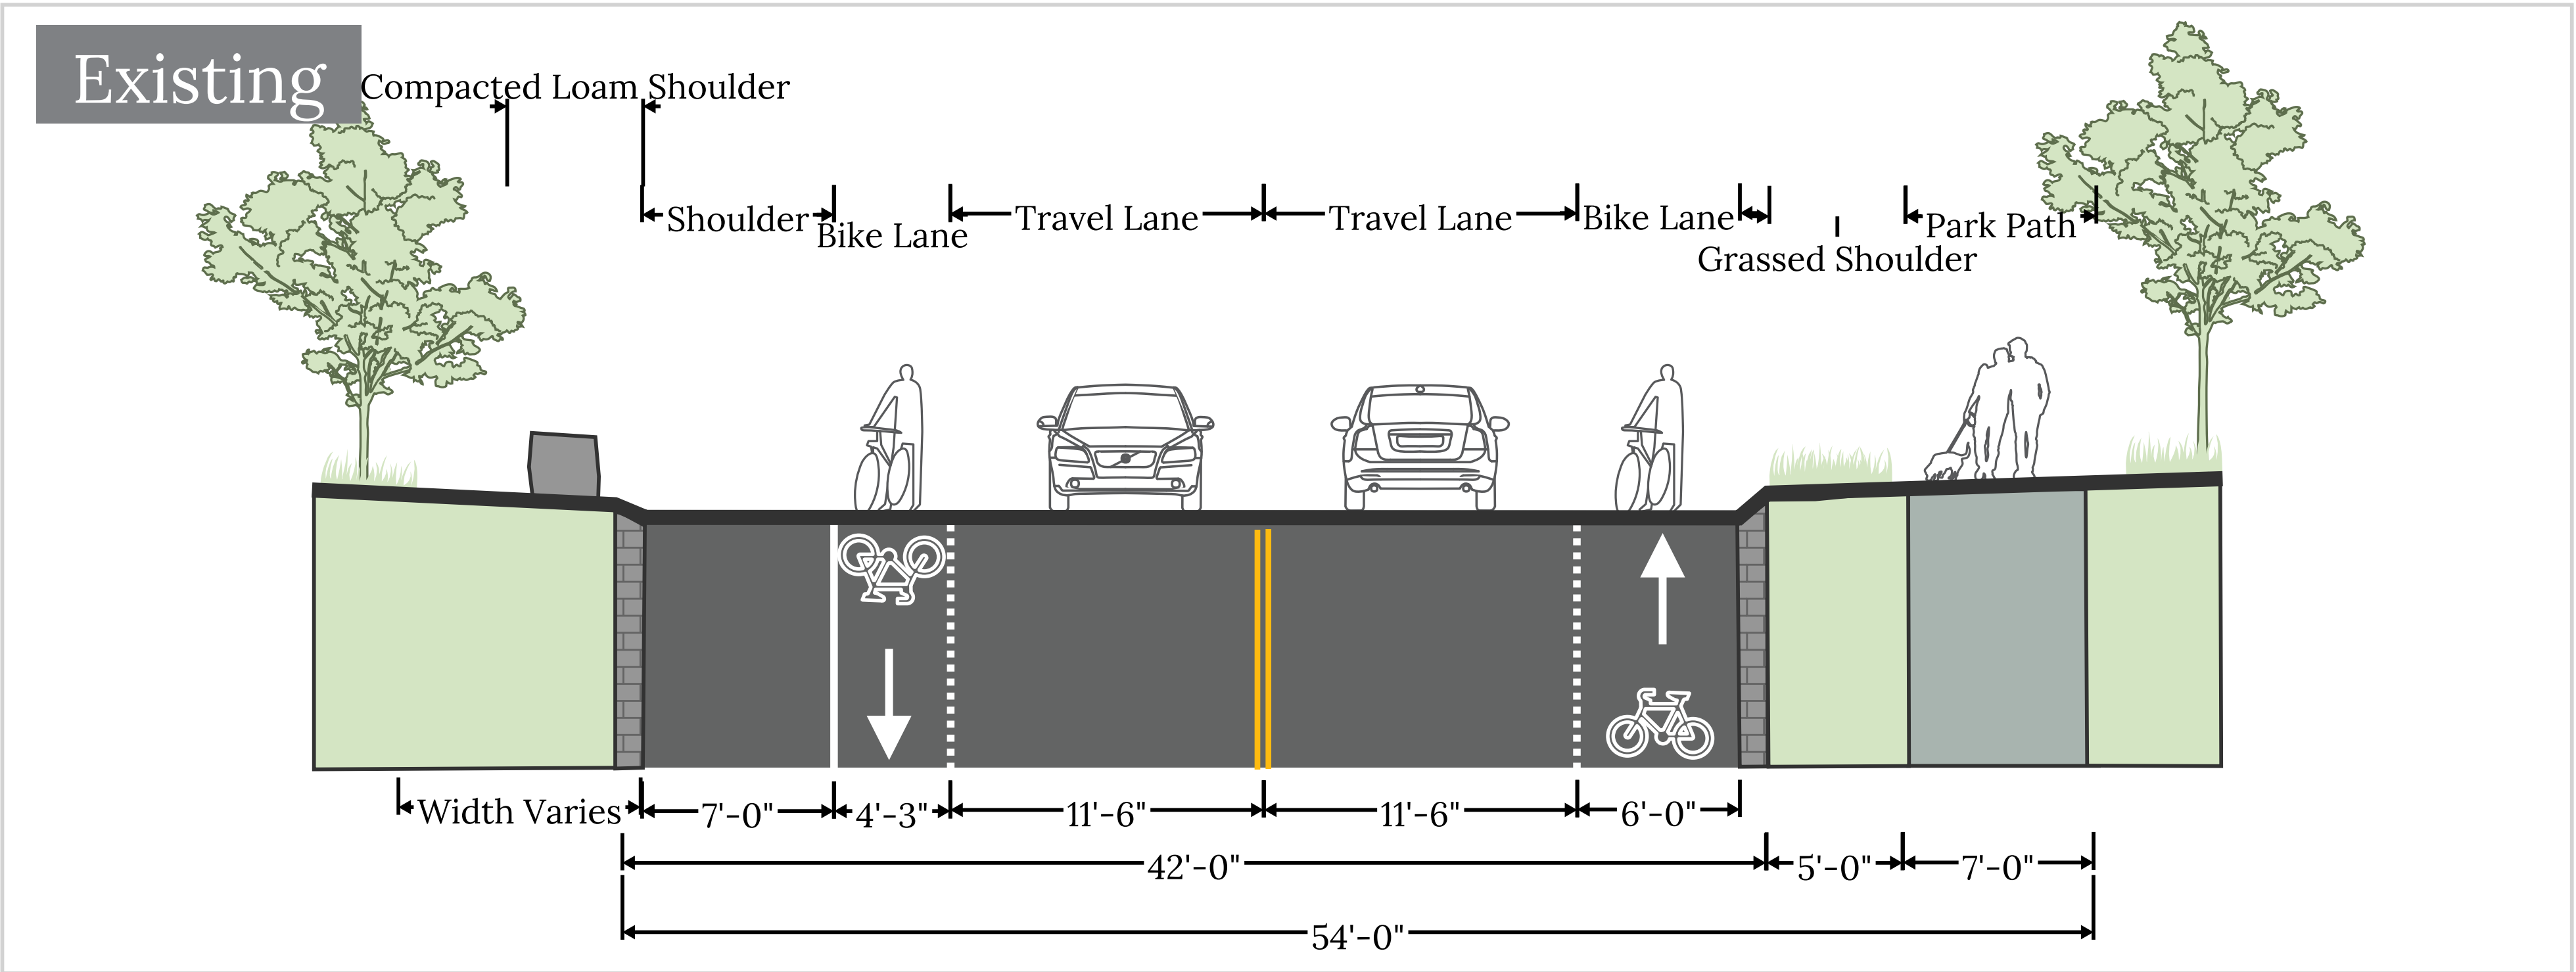 Existing
Compacted Loam Shoulder
Shoulder
Bike Lane
Travel Lane
Travel Lane
Bike Lane
Grassed Shoulder
Park Path
Width Varies
7'-0"
4'-3"
11'-6"
11'-6"
6'-0"
42'-0"
5'-0"
7'-0"
54'-0"